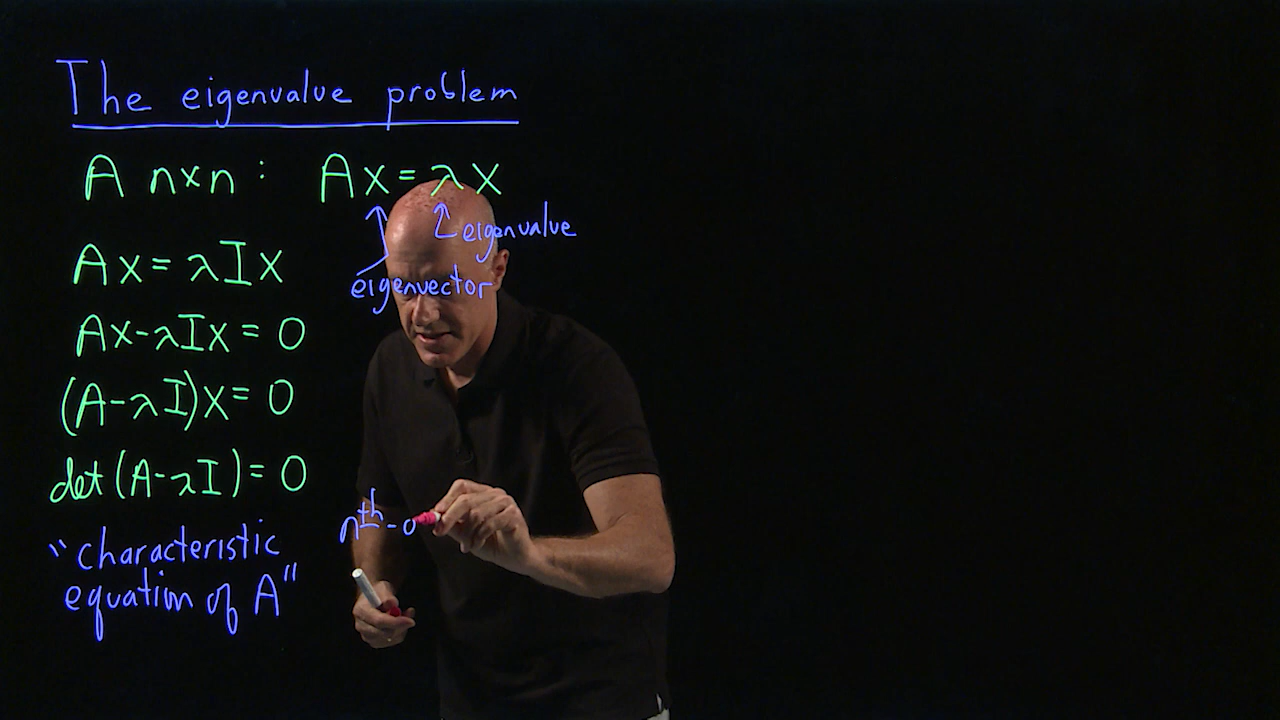 The eigenvalue problem
A n×n : Ax = λx
eigenvalue
eigenvector
Ax = λIx
Ax - λIx = 0
(A - λI)x = 0
det(A - λI) = 0
"characteristic
equation of A"
nth - o